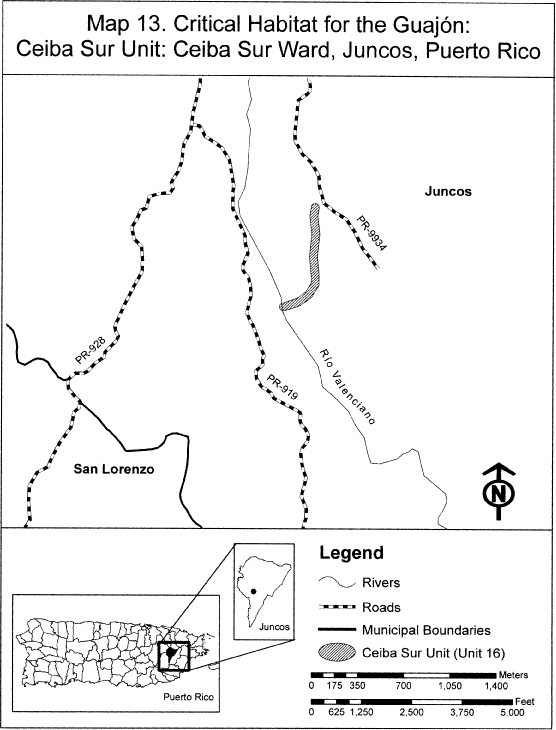 Map 13. Critical Habitat for the Guajón:
Ceiba Sur Unit: Ceiba Sur Ward, Juncos, Puerto Rico
Juncos
PR-9934
PR-928
PR-919
Río Valenciano
San Lorenzo
N
Juncos
Puerto Rico
Legend
Rivers
Roads
Municipal Boundaries
Ceiba Sur Unit (Unit 16)
Meters
0 175 350 700 1,050 1,400
Feet
0 625 1,250 2,500 3,750 5,000